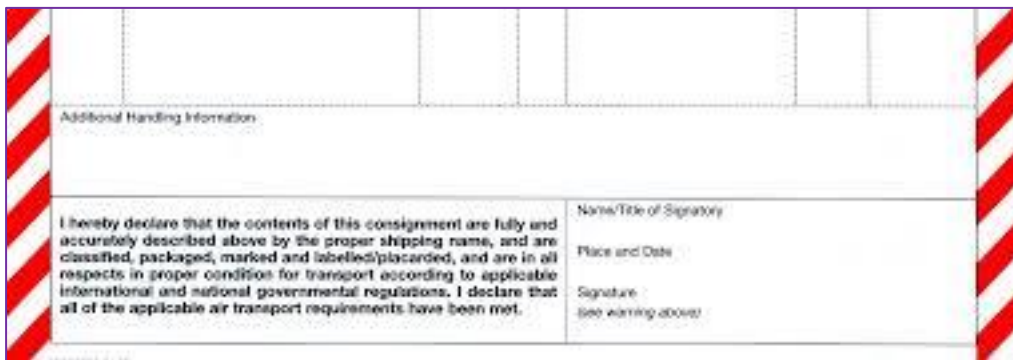 Additional Handling Information
I hereby declare that the contents of this consignment are fully and
accurately described above by the proper shipping name, and are
classified, packaged, marked and labelled/placarded, and are in all
respects in proper condition for transport according to applicable
international and national governmental regulations. I declare that
all of the applicable air transport requirements have been met.
Name/Title of Signatory
Place and Date
Signature
(see warning above)